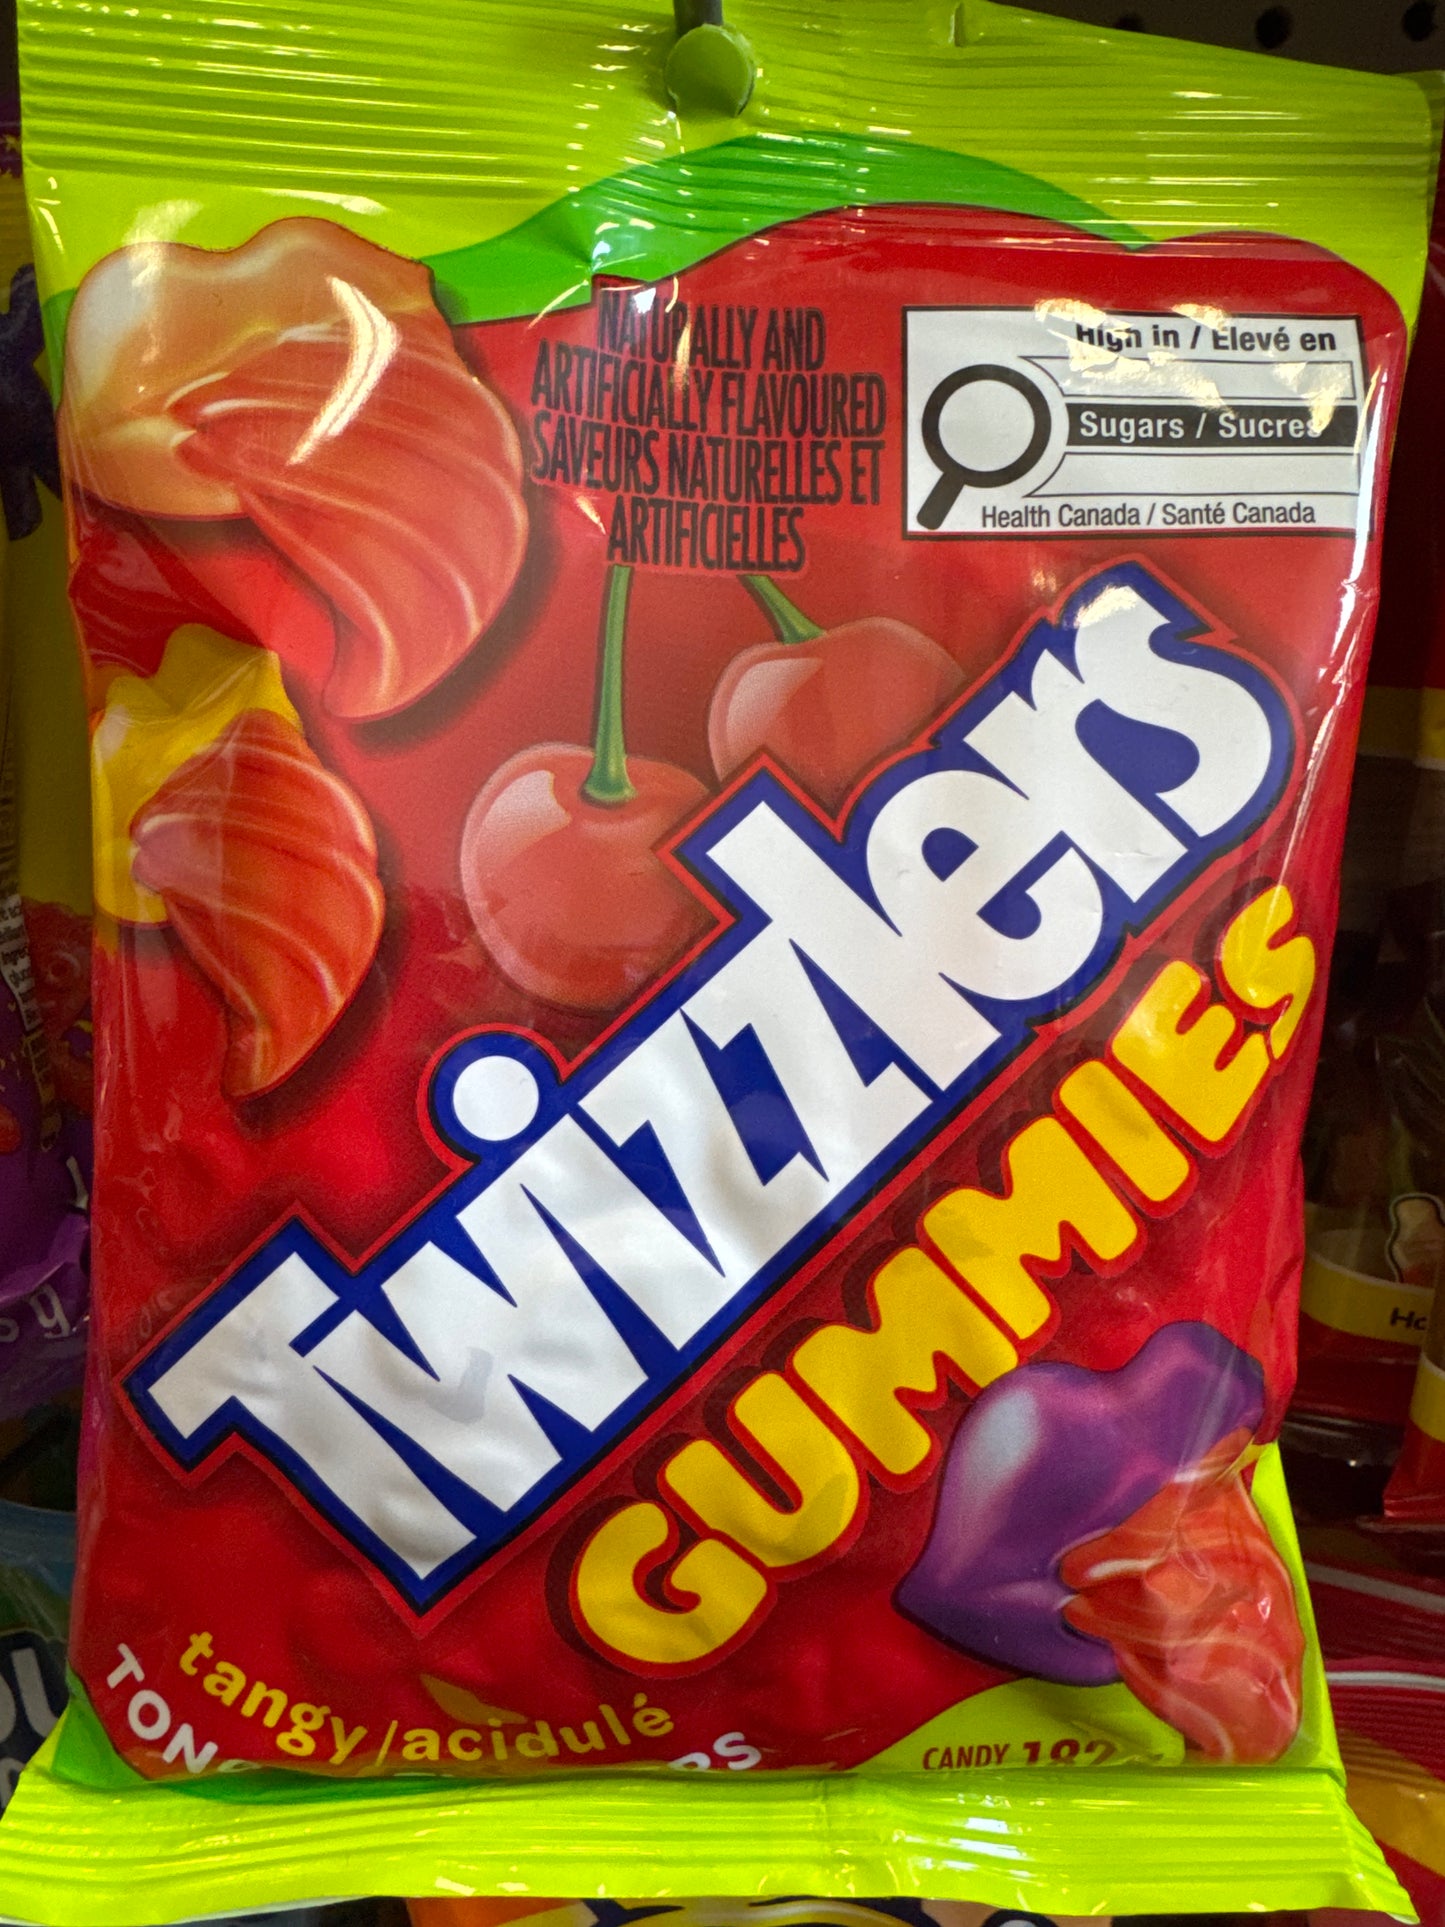 NATURALLY AND
ARTIFICIALLY FLAVOURED
SAVEURS NATURELLES ET
ARTIFICIELLES
High in / Élevé en
Sugars / Sucres
Health Canada / Santé Canada
Twizzlers
GUMMIES
tangy/acidulé
CANDY